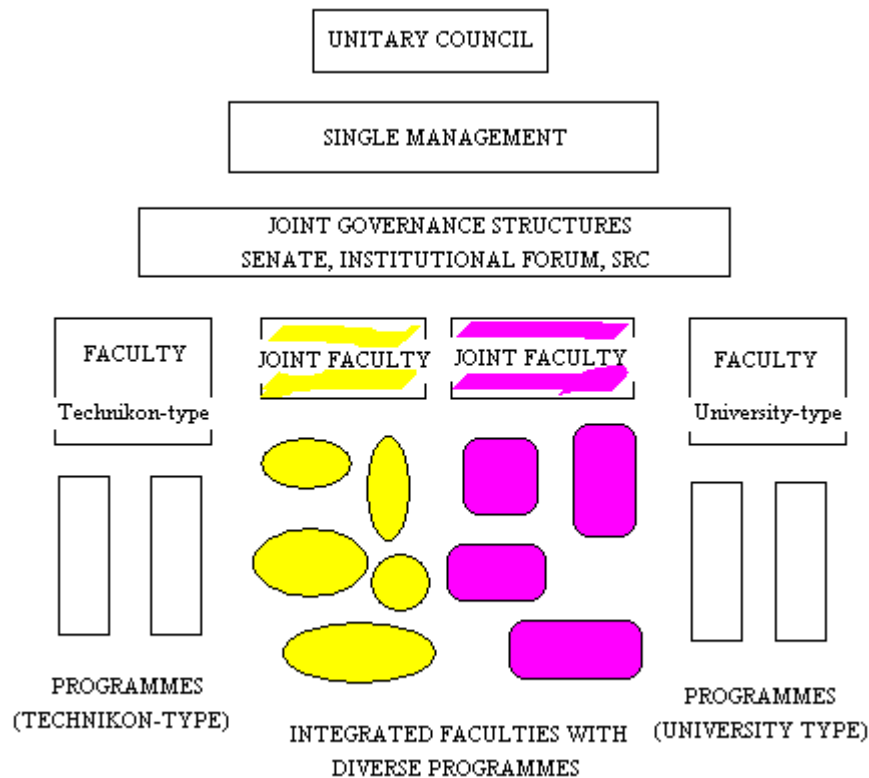 UNITARY COUNCIL
SINGLE MANAGEMENT
JOINT GOVERNANCE STRUCTURES
SENATE, INSTITUTIONAL FORUM, SRC
FACULTY
Technikon-type
JOINT FACULTY
JOINT FACULTY
FACULTY
University-type
PROGRAMMES
(TECHNIKON-TYPE)
INTEGRATED FACULTIES WITH
DIVERSE PROGRAMMES
PROGRAMMES
(UNIVERSITY TYPE)